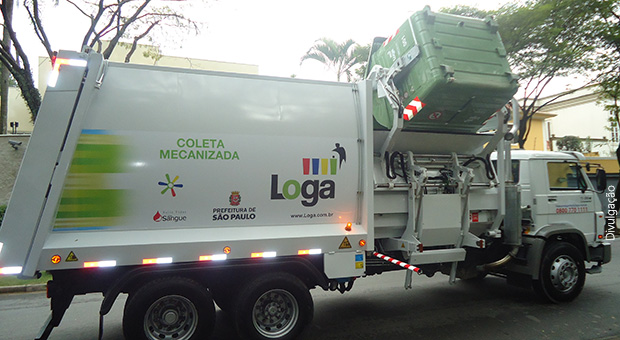 COLETA
MECANIZADA
Loga
www.loga.com.br
PREFEITURA DE
SÃO PAULO
Sangue
Divulgação